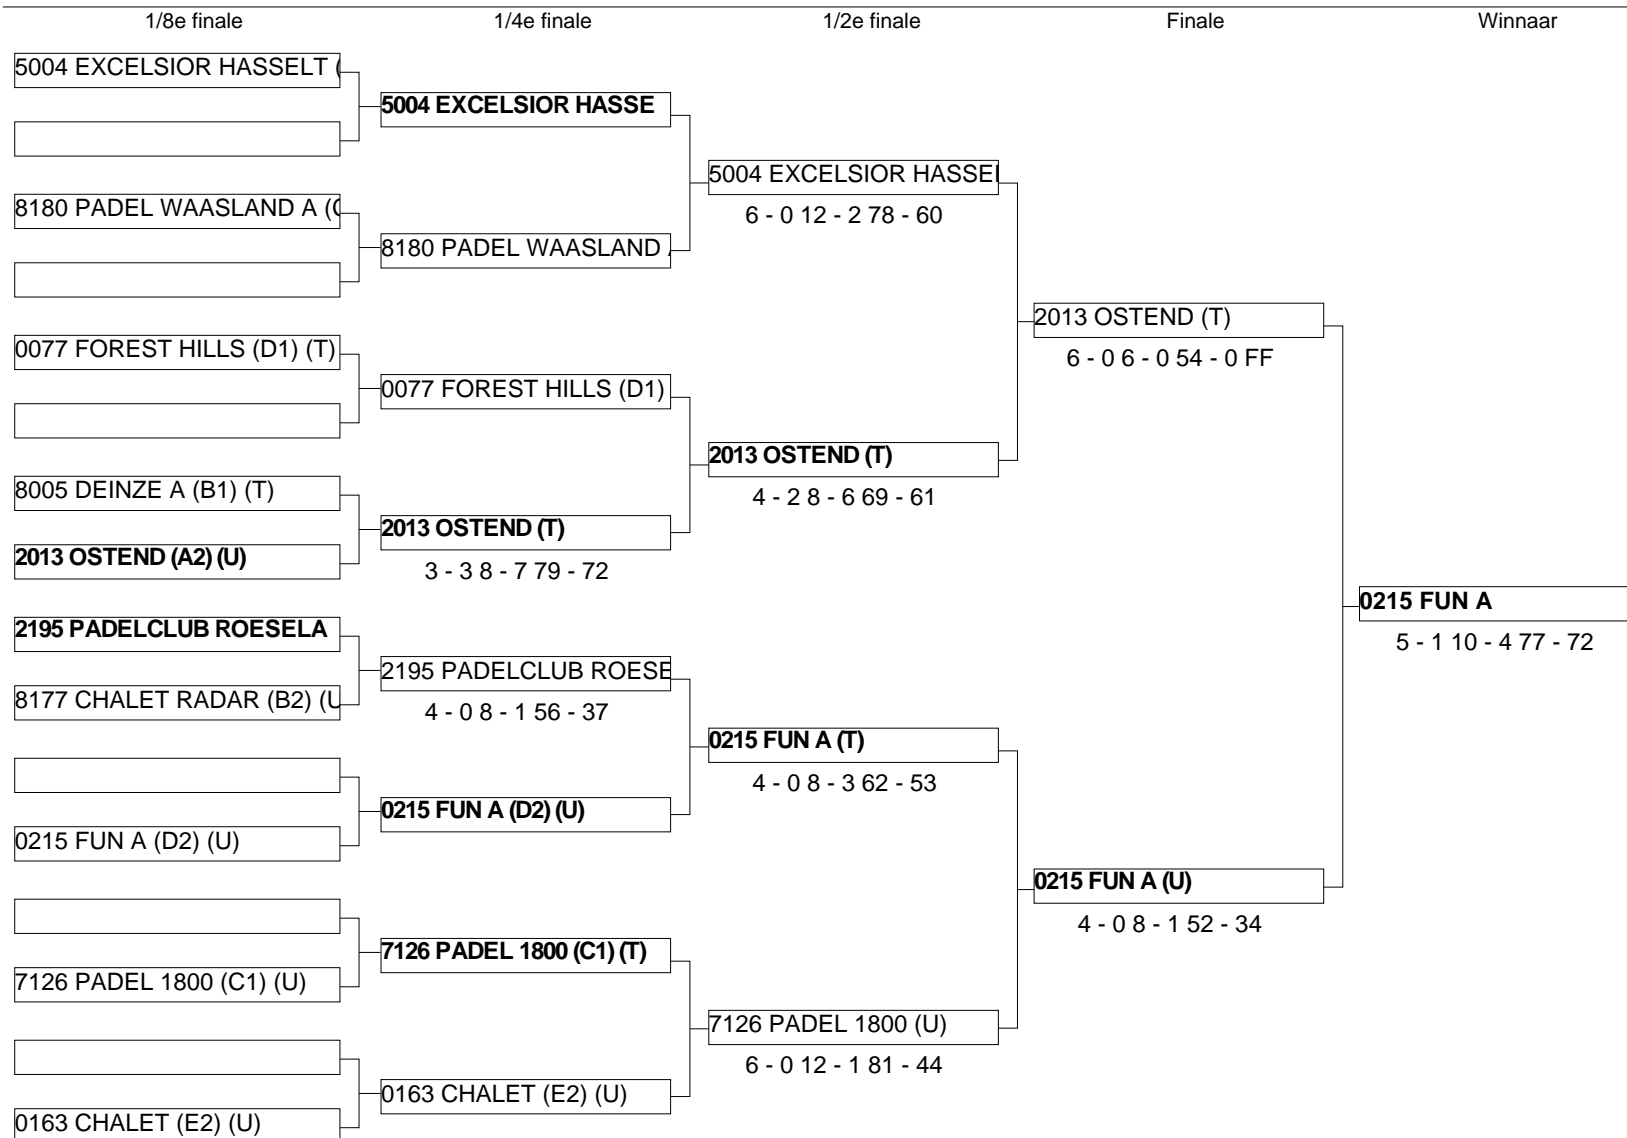 1/8e finale
1/4e finale
1/2e finale
Finale
Winnaar
5004 EXCELSIOR HASSELT (
5004 EXCELSIOR HASSE
5004 EXCELSIOR HASSEL
6 - 0 12 - 2 78 - 60
8180 PADEL WAASLAND A (C
8180 PADEL WAASLAND A
2013 OSTEND (T)
6 - 0 6 - 0 54 - 0 FF
0077 FOREST HILLS (D1) (T)
0077 FOREST HILLS (D1)
2013 OSTEND (T)
4 - 2 8 - 6 69 - 61
8005 DEINZE A (B1) (T)
2013 OSTEND (T)
3 - 3 8 - 7 79 - 72
2013 OSTEND (A2) (U)
0215 FUN A
5 - 1 10 - 4 77 - 72
2195 PADELCLUB ROESELA
2195 PADELCLUB ROESE
4 - 0 8 - 1 56 - 37
8177 CHALET RADAR (B2) (U
0215 FUN A (T)
4 - 0 8 - 3 62 - 53
0215 FUN A (D2) (U)
0215 FUN A (D2) (U)
0215 FUN A (U)
4 - 0 8 - 1 52 - 34
7126 PADEL 1800 (C1) (T)
7126 PADEL 1800 (C1) (U)
7126 PADEL 1800 (U)
6 - 0 12 - 1 81 - 44
0163 CHALET (E2) (U)
0163 CHALET (E2) (U)